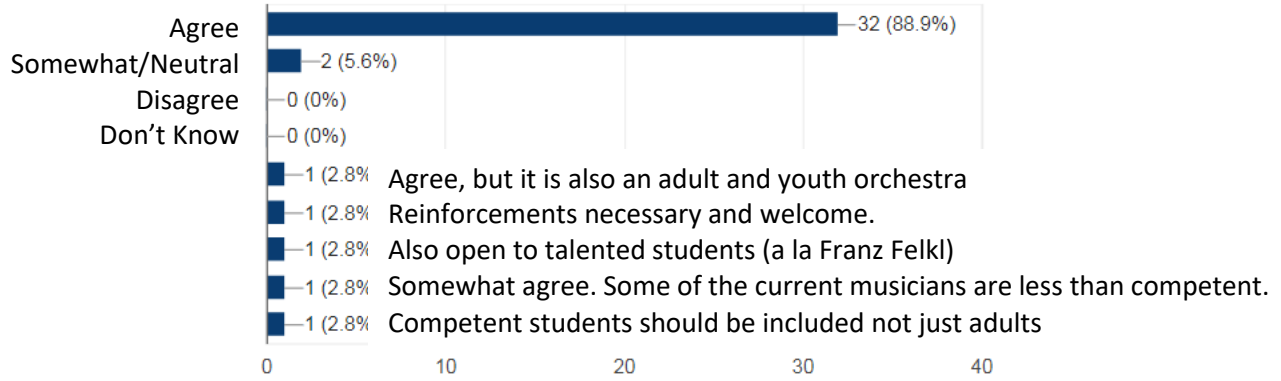 Agree 32 (88.9%)
Somewhat/Neutral 2 (5.6%)
Disagree 0 (0%)
Don't Know 0 (0%)
1 (2.8% Agree, but it is also an adult and youth orchestra
1 (2.8% Reinforcements necessary and welcome.
1 (2.8% Also open to talented students (a la Franz Felkl)
1 (2.8% Somewhat agree. Some of the current musicians are less than competent.
1 (2.8% Competent students should be included not just adults
0 10 20 30 40